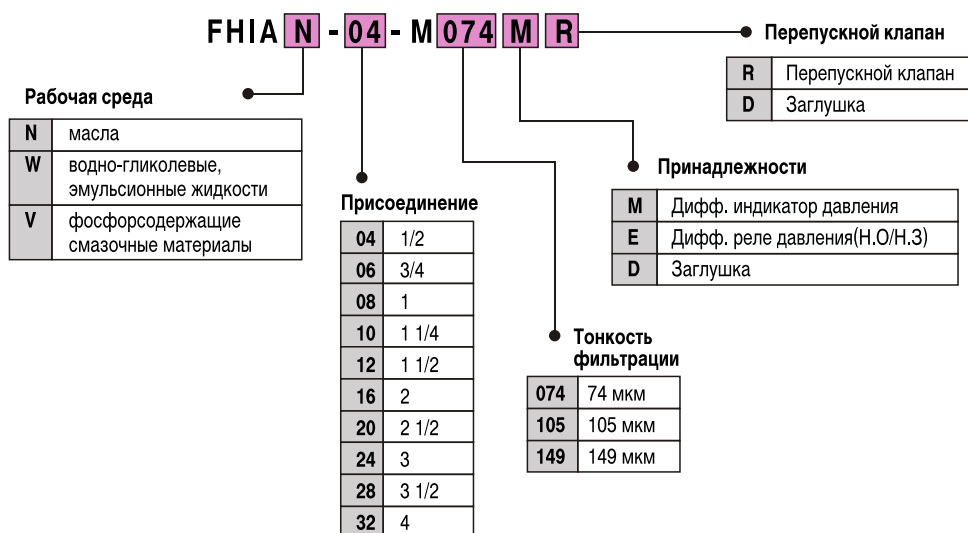 FHIA N - 04 - M 074 M R
Перепускной клапан
R Перепускной клапан
D Заглушка
Рабочая среда
N масла
W водно-гликолевые,
эмульсионные жидкости
V фосфорсодержащие
смазочные материалы
Принадлежности
M Дифф. индикатор давления
E Дифф. реле давления(Н.О/Н.З)
D Заглушка
Присоединение
04 1/2
06 3/4
08 1
10 1 1/4
12 1 1/2
16 2
20 2 1/2
24 3
28 3 1/2
32 4
Тонкость
фильтрации
074 74 мкм
105 105 мкм
149 149 мкм